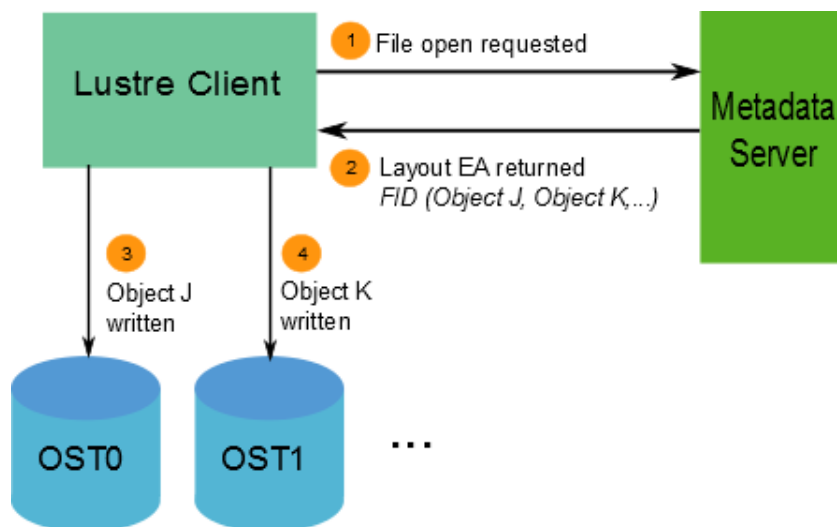 1 File open requested
Lustre Client
Metadata
Server
2 Layout EA returned
FID (Object J, Object K,...)
3
Object J
written
4
Object K
written
OST0
OST1
...